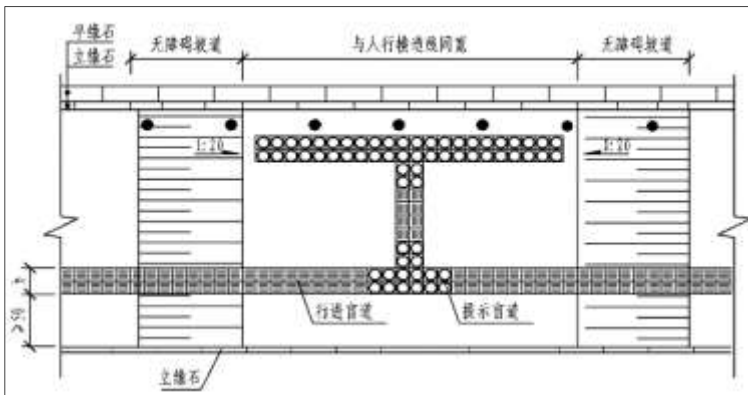 平缘石
立缘石
无障碍坡道
与人行横道线同宽
无障碍坡道
1:20
1:20
≥50
行进盲道
提示盲道
立缘石